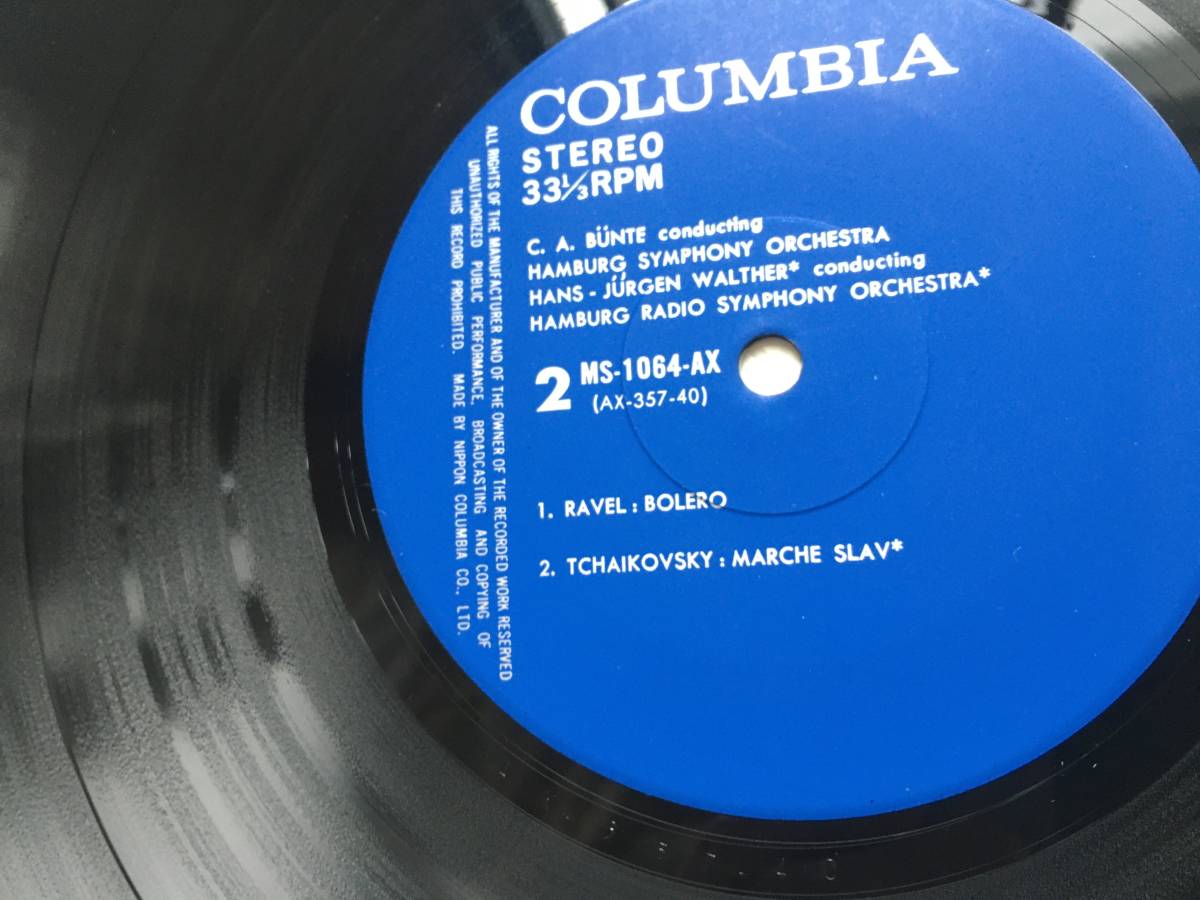 COLUMBIA
STEREO
33⅓RPM
C. A. BÜNTE conducting
HAMBURG SYMPHONY ORCHESTRA
HANS-JÜRGEN WALTHER* conducting
HAMBURG RADIO SYMPHONY ORCHESTRA*
2 MS-1064-AX
(AX-357-40)
1. RAVEL : BOLERO
2. TCHAIKOVSKY : MARCHE SLAV*
ALL RIGHTS OF THE MANUFACTURER AND OF THE OWNER OF THE RECORDED WORK RESERVED
UNAUTHORIZED PUBLIC PERFORMANCE, BROADCASTING AND COPYING OF
THIS RECORD PROHIBITED. MADE BY NIPPON COLUMBIA CO., LTD.